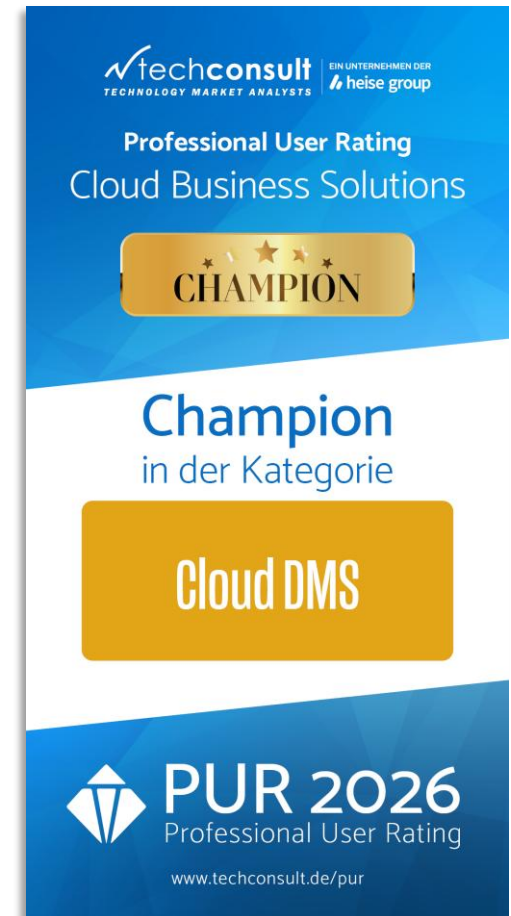 techconsult
TECHNOLOGY MARKET ANALYSTS
EIN UNTERNEHMEN DER
heise group
Professional User Rating
Cloud Business Solutions
CHAMPION
Champion
in der Kategorie
Cloud DMS
PUR 2026
Professional User Rating
www.techconsult.de/pur